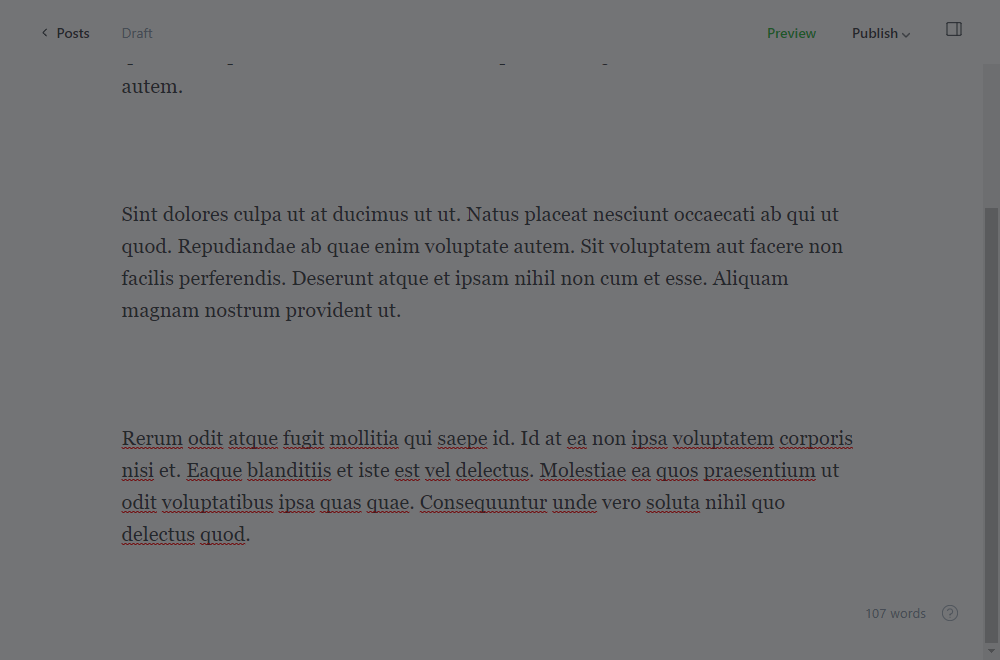 Posts
Draft
Preview
Publish
autem.
Sint dolores culpa ut at ducimus ut ut. Natus placeat nesciunt occaecati ab qui ut
quod. Repudiandae ab quae enim voluptate autem. Sit voluptatem aut facere non
facilis perferendis. Deserunt atque et ipsam nihil non cum et esse. Aliquam
magnam nostrum provident ut.
Rerum odit atque fugit mollitia qui saepe id. Id at ea non ipsa voluptatem corporis
nisi et. Eaque blanditiis et iste est vel delectus. Molestiae ea quos praesentium ut
odit voluptatibus ipsa quas quae. Consequuntur unde vero soluta nihil quo
delectus quod.
107 words
?